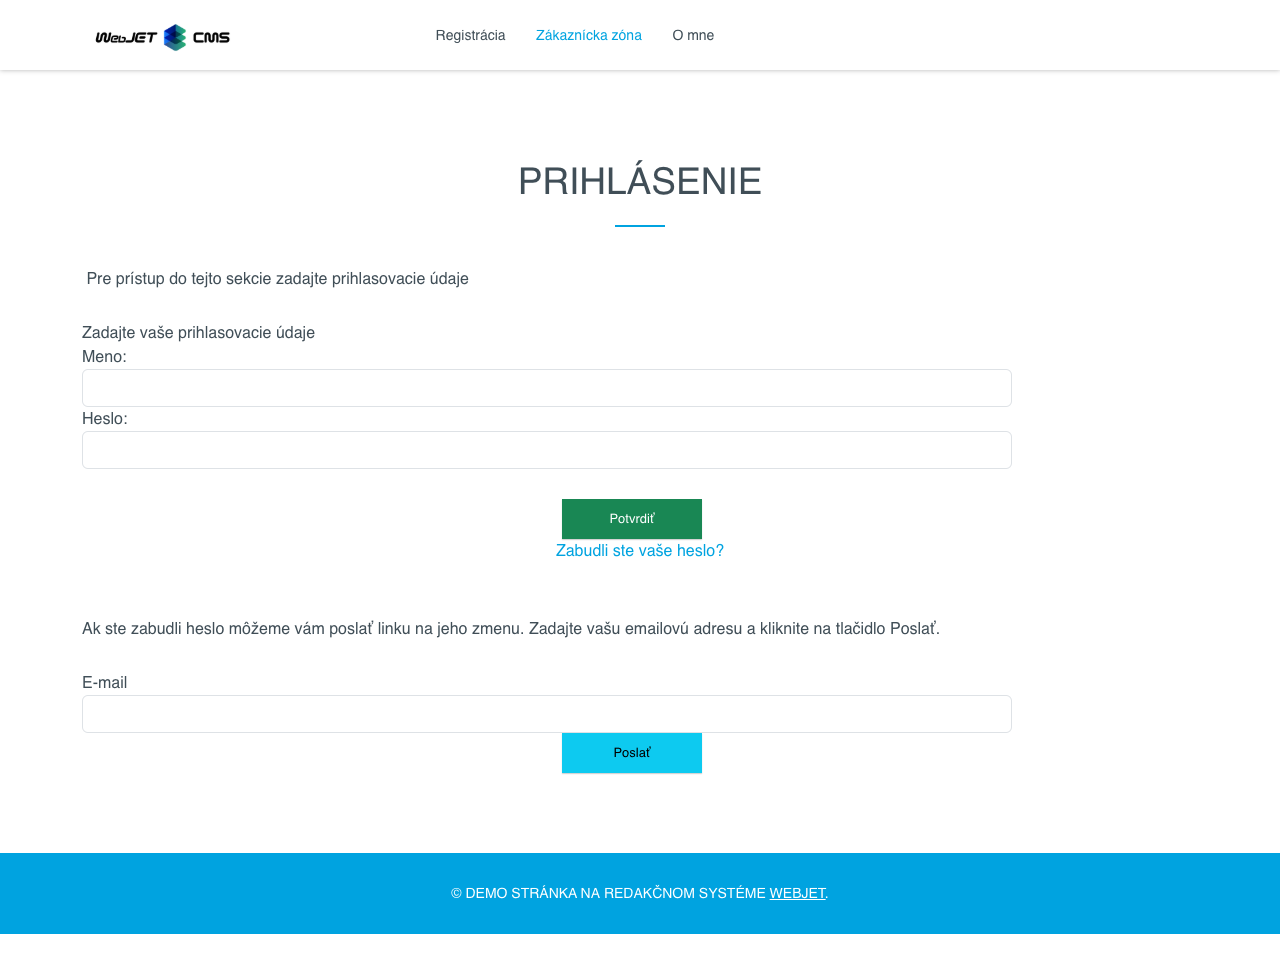 WebJET CMS
Registrácia
Zákaznícka zóna
O mne
PRIHLÁSENIE
Pre prístup do tejto sekcie zadajte prihlasovacie údaje
Zadajte vaše prihlasovacie údaje
Meno:
Heslo:
Potvrdiť
Zabudli ste vaše heslo?
Ak ste zabudli heslo môžeme vám poslať linku na jeho zmenu. Zadajte vašu emailovú adresu a kliknite na tlačidlo Poslať.
E-mail
Poslať
© DEMO STRÁNKA NA REDAKČNOM SYSTÉME WEBJET.